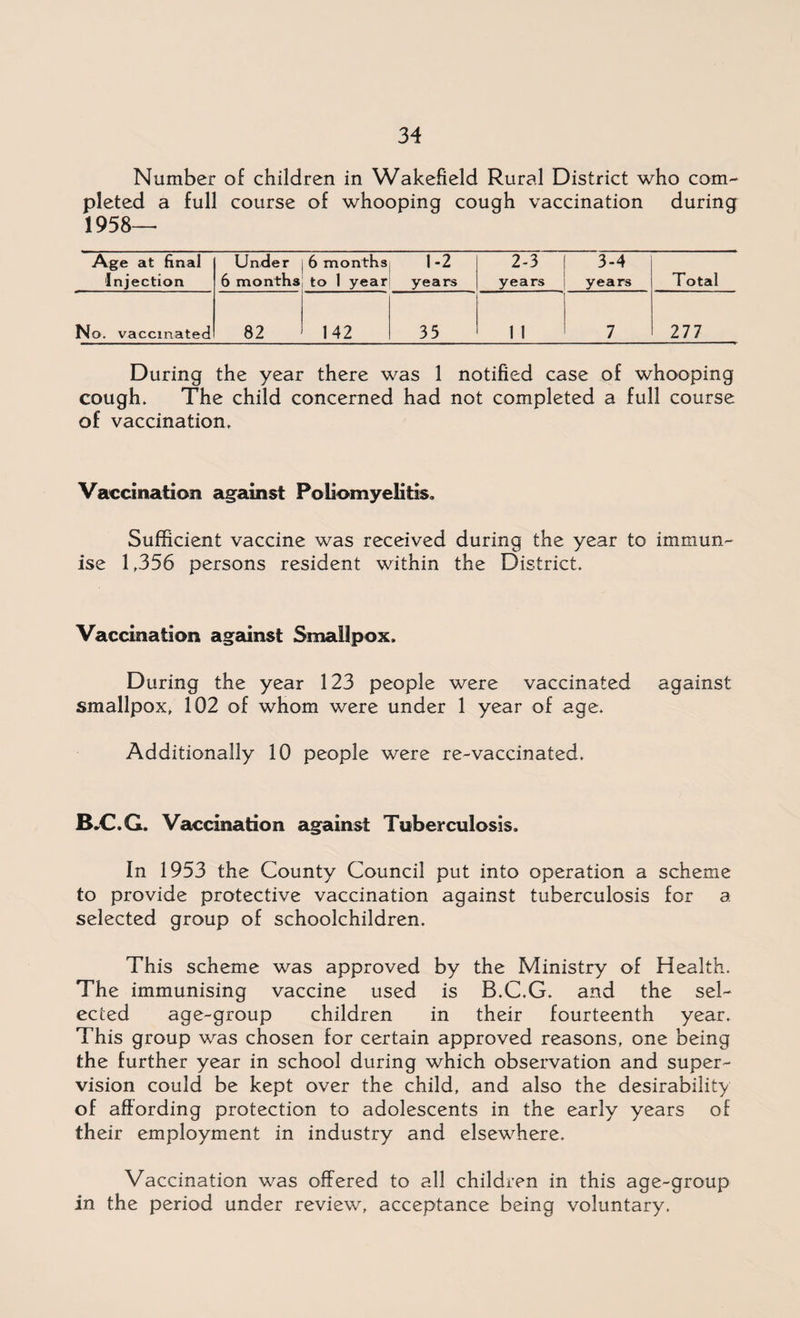 34
Number of children in Wakefield Rural District who com-
pleted a full course of whooping cough vaccination during
1958—
Age at final Under 6 months 1-2 2-3 3-4
Injection 6 months to 1 year years years years Total
No. vaccinated 82 142 35 11 7 277
During the year there was 1 notified case of whooping
cough. The child concerned had not completed a full course
of vaccination.
Vaccination against Poliomyelitis.
Sufficient vaccine was received during the year to immun-
ise 1,356 persons resident within the District.
Vaccination against Smallpox.
During the year 123 people were vaccinated against
smallpox, 102 of whom were under 1 year of age.
Additionally 10 people were re-vaccinated.
B.C.G. Vaccination against Tuberculosis.
In 1953 the County Council put into operation a scheme
to provide protective vaccination against tuberculosis for a
selected group of schoolchildren.
This scheme was approved by the Ministry of Health.
The immunising vaccine used is B.C.G. and the sel-
ected age-group children in their fourteenth year.
This group was chosen for certain approved reasons, one being
the further year in school during which observation and super-
vision could be kept over the child, and also the desirability
of affording protection to adolescents in the early years of
their employment in industry and elsewhere.
Vaccination was offered to all children in this age-group
in the period under review, acceptance being voluntary.